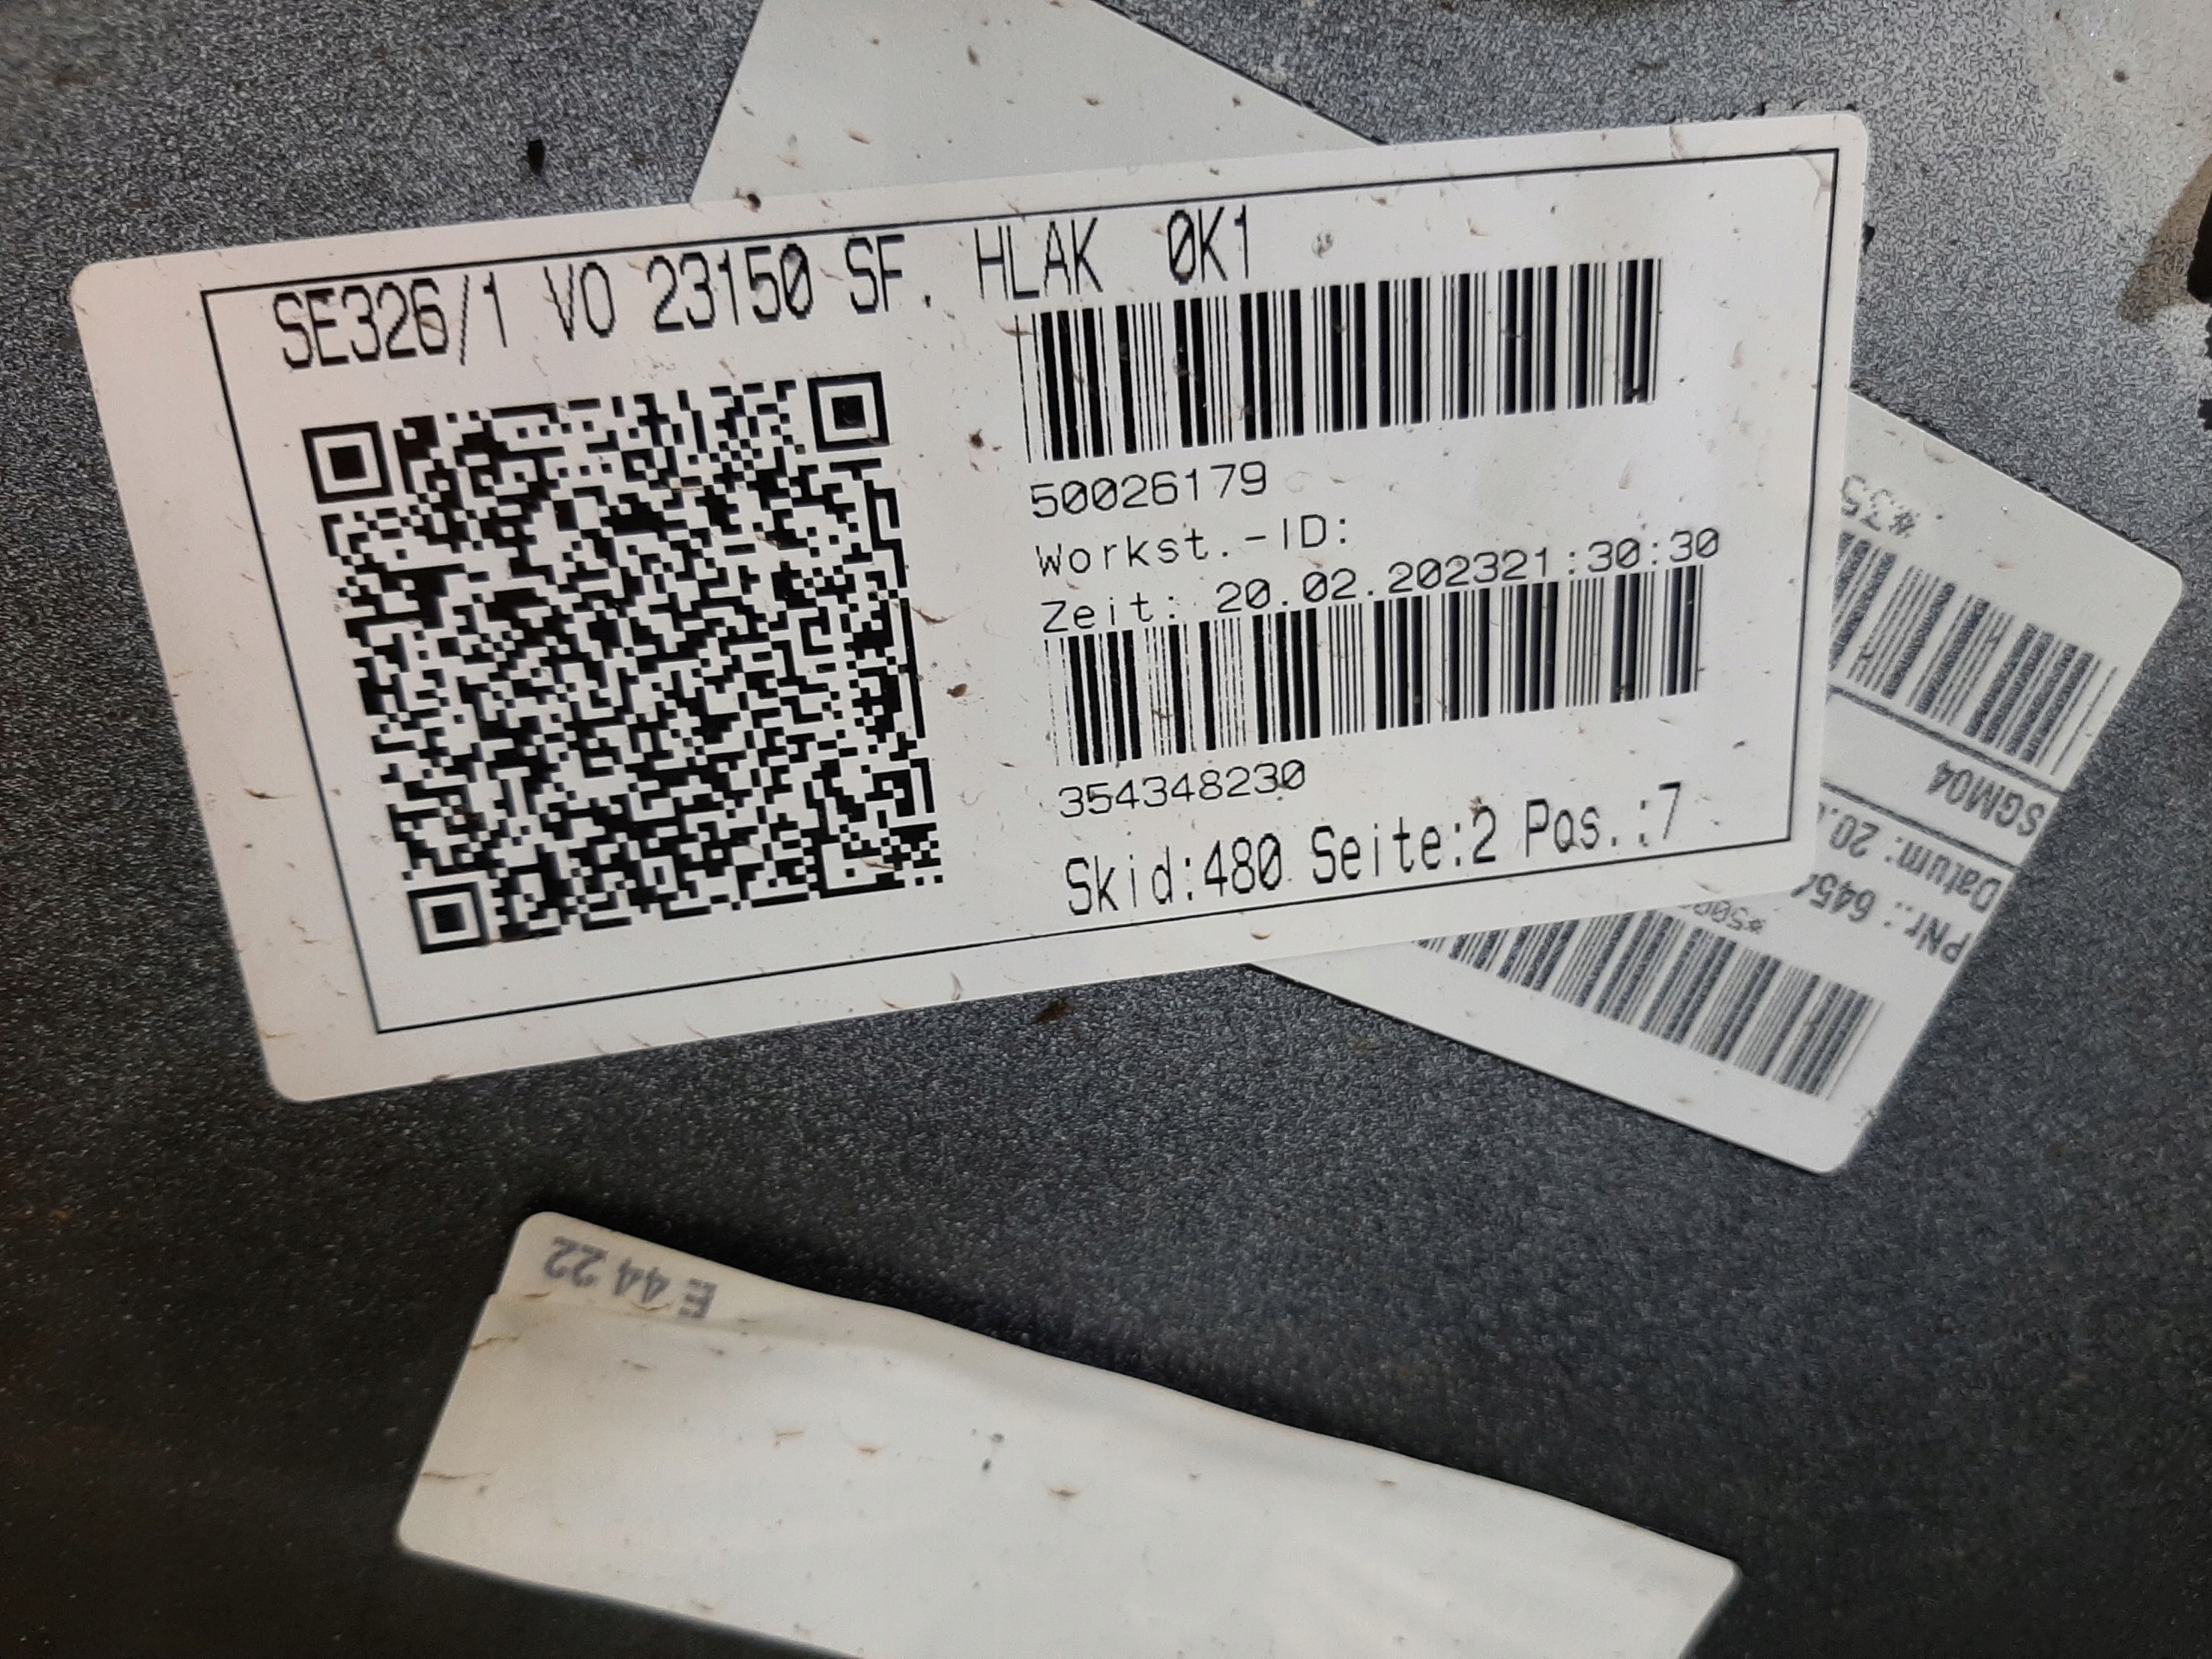 SE326/1 VO 23150 SF. HLAK 0K1
50026179
Workst.-ID:
Zeit: 20.02.202321:30:30
354348230
Skid:480 Seite:2 Pos.:7
SGM04
Datum: 20.
PNr.: 645
E 44 22